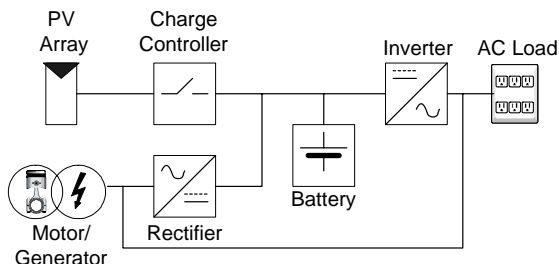 PV
Array
Charge
Controller
Inverter
AC Load
Battery
Motor/
Generator
Rectifier